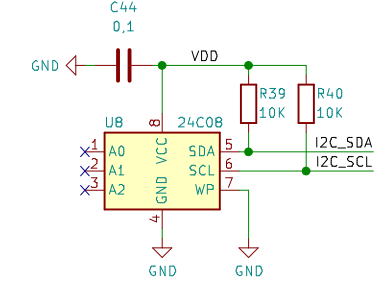 C44
0,1
GND
VDD
R39
10K
R40
10K
U8
8
24C08
1
A0
VCC
SDA
5
I2C_SDA
2
A1
SCL
6
I2C_SCL
3
A2
GND
WP
7
4
GND
GND